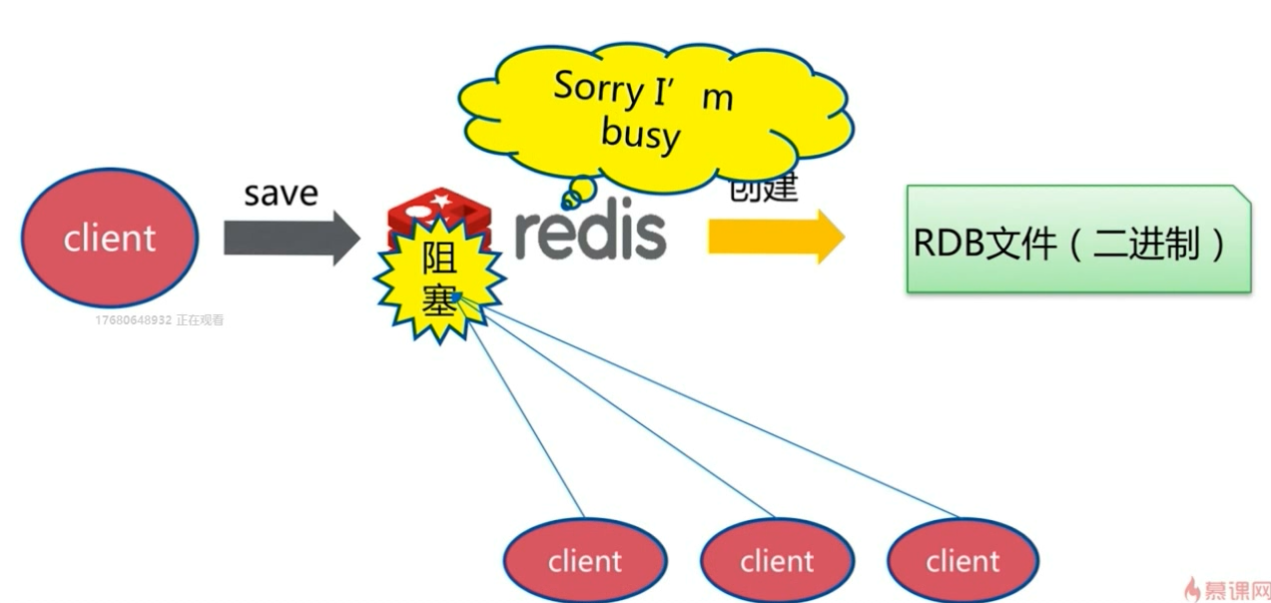 Sorry I'm
busy
save
创建
client
redis
阻
塞
RDB文件（二进制）
17680648932 正在观看
client
client
client
慕课网